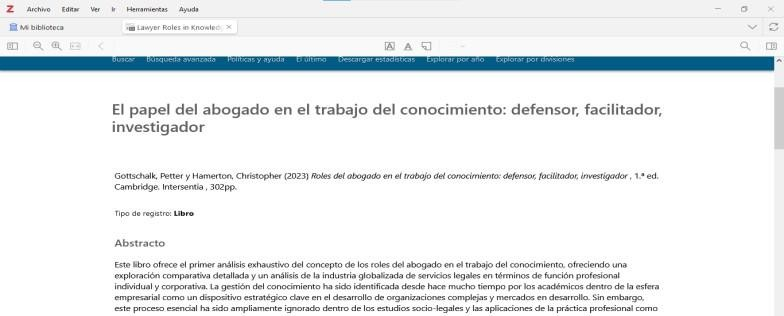 Z Archivo Editar Ver Ir Herramientas Ayuda
Mi biblioteca Lawyer Roles in Knowled
Buscar Búsqueda avanzada Políticas y ayuda El último Descargar estadísticas Explorar por año Explorar por divisiones
El papel del abogado en el trabajo del conocimiento: defensor, facilitador,
investigador
Gottschalk, Petter y Hamerton, Christopher (2023) Roles del abogado en el trabajo del conocimiento: defensor, facilitador, investigador , 1.ª ed.
Cambridge. Intersentia , 302pp.
Tipo de registro: Libro
Abstracto
Este libro ofrece el primer análisis exhaustivo del concepto de los roles del abogado en el trabajo del conocimiento, ofreciendo una
exploración comparativa detallada y un análisis de la industria globalizada de servicios legales en términos de función profesional
individual y corporativa. La gestión del conocimiento ha sido identificada desde hace mucho tiempo por los académicos dentro de la esfera
empresarial como un dispositivo estratégico clave en el desarrollo de organizaciones complejas y mercados en desarrollo. Sin embargo,
este proceso esencial ha sido ampliamente ignorado dentro de los estudios socio-legales y las aplicaciones de la práctica profesional como